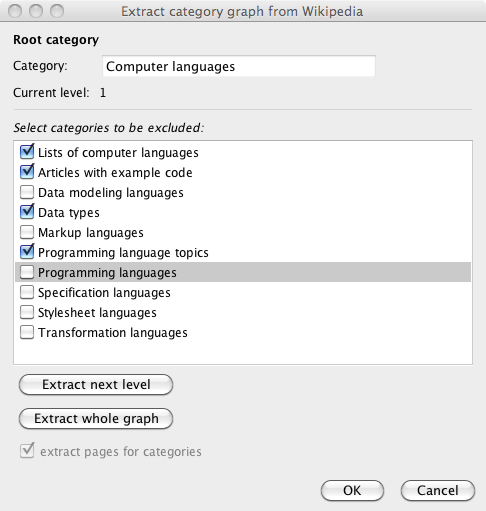 Extract category graph from Wikipedia
Root category
Category: Computer languages
Current level: 1
Select categories to be excluded:
Lists of computer languages
Articles with example code
Data modeling languages
Data types
Markup languages
Programming language topics
Programming languages
Specification languages
Stylesheet languages
Transformation languages
Extract next level
Extract whole graph
extract pages for categories
OK Cancel